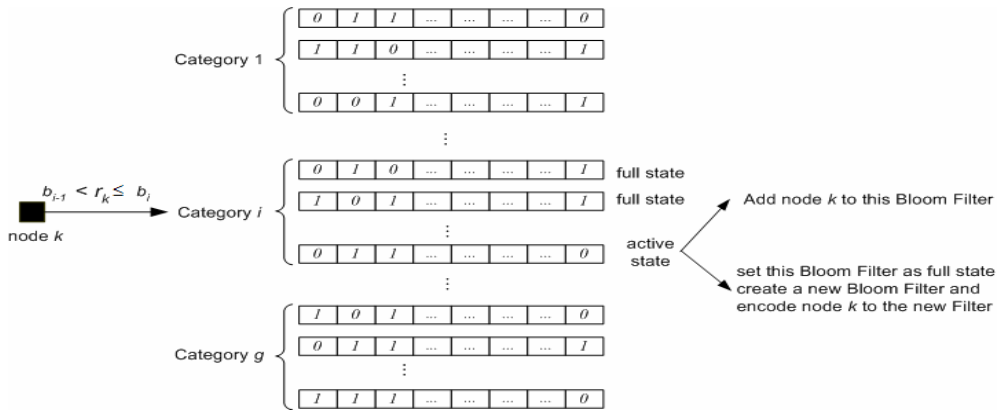 0 1 1 ... ... ... ... 0
Category 1
1 1 0 ... ... ... ... 1
⋮
0 0 1 ... ... ... ... 1
⋮
0 1 0 ... ... ... ... 1 full state
b_{i-1} < r_k ≤ b_i
node k
Category i
1 0 1 ... ... ... ... 1 full state
⋮
0 1 1 ... ... ... ... 0
active
state
Add node k to this Bloom Filter
set this Bloom Filter as full state
create a new Bloom Filter and
encode node k to the new Filter
⋮
1 0 1 ... ... ... ... 0
Category g
0 1 1 ... ... ... ... 1
⋮
1 1 1 ... ... ... ... 0